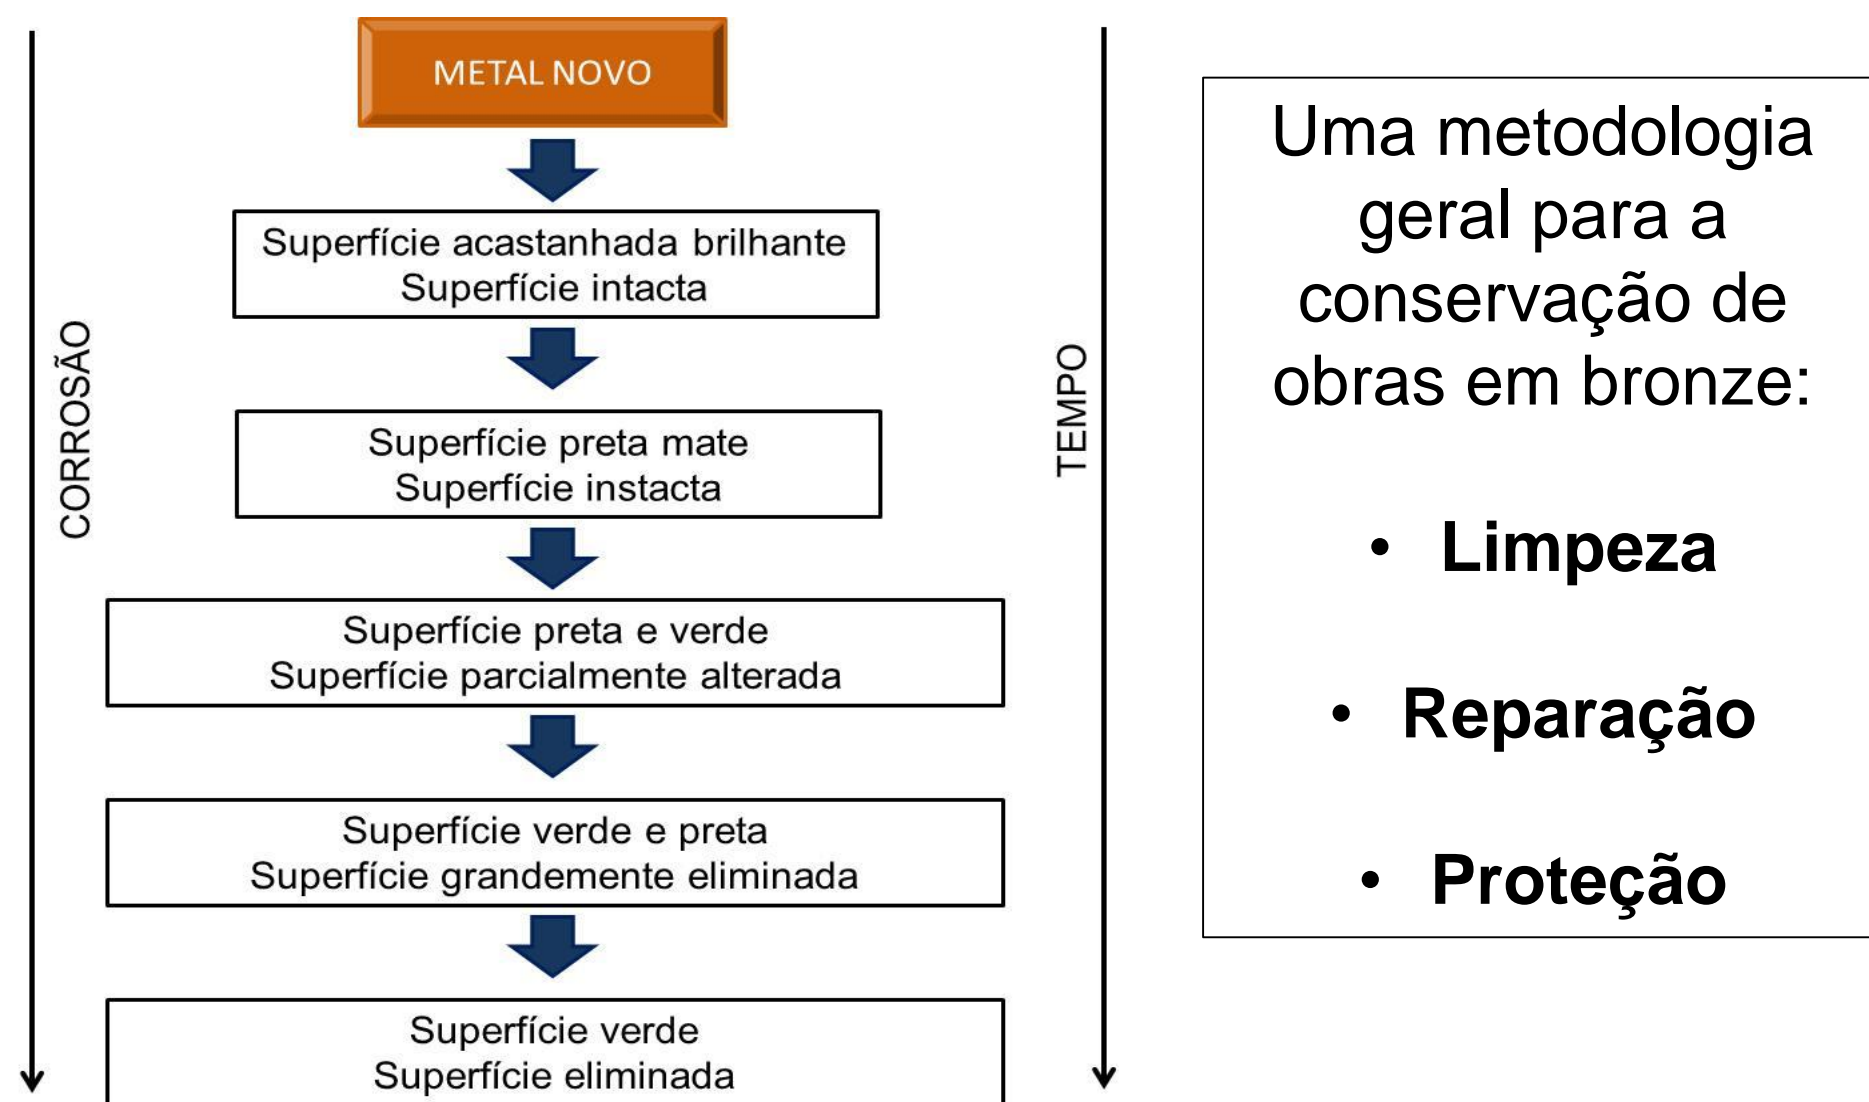 METAL NOVO
Superfície acastanhada brilhante
Superfície intacta
Superfície preta mate
Superfície instacta
Superfície preta e verde
Superfície parcialmente alterada
Superfície verde e preta
Superfície grandemente eliminada
Superfície verde
Superfície eliminada
CORROSÃO
TEMPO
Uma metodologia
geral para a
conservação de
obras em bronze:
• Limpeza
• Reparação
• Proteção